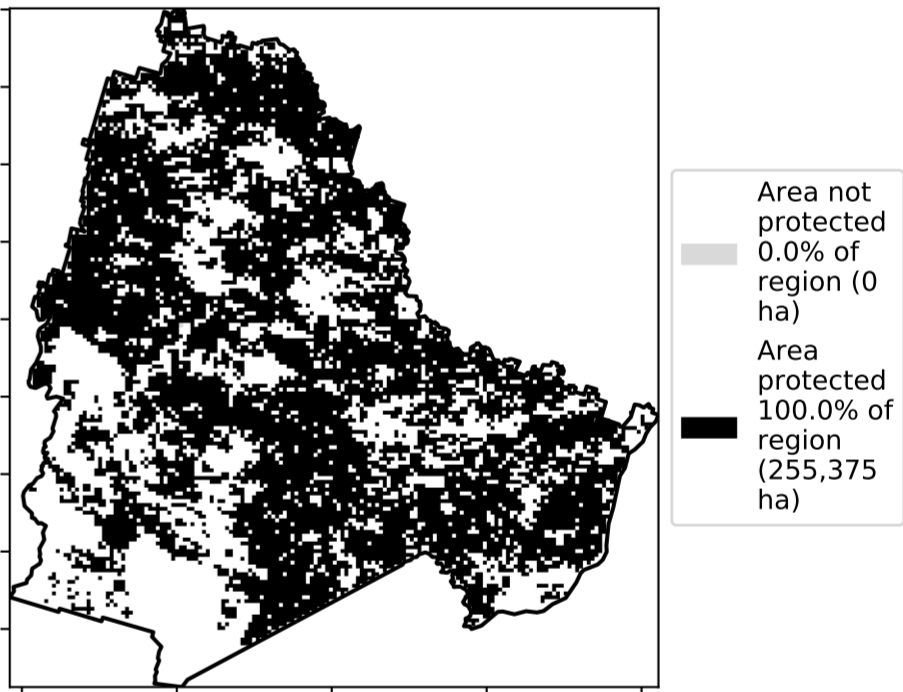 Area not
protected
0.0% of
region (0
ha)
Area
protected
100.0% of
region
(255,375
ha)